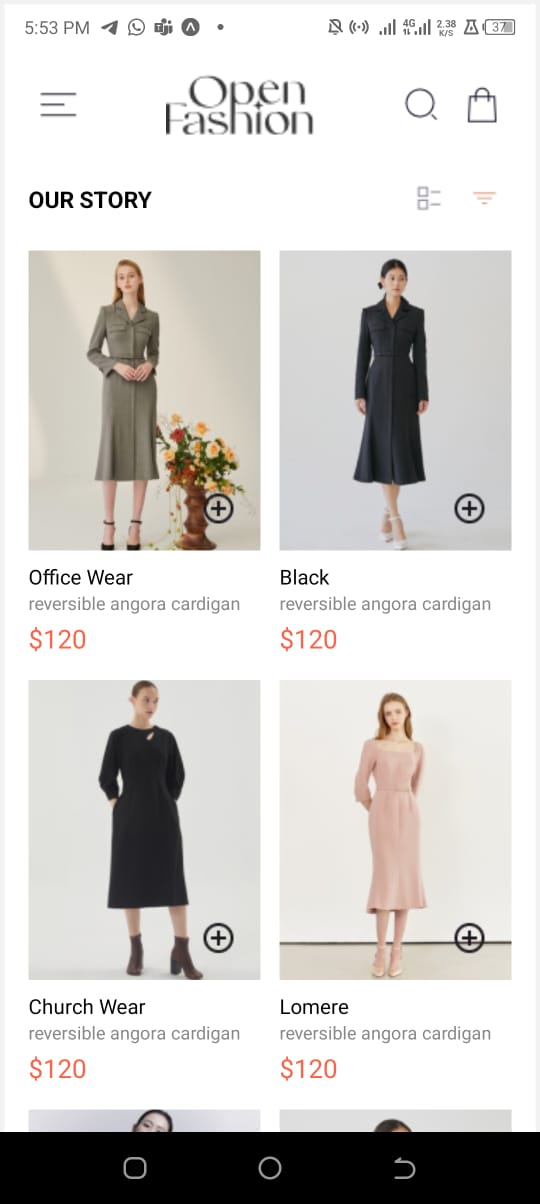 5:53 PM 4G 2.38 K/S 37
Open
Fashion
OUR STORY
Office Wear
reversible angora cardigan
$120
Black
reversible angora cardigan
$120
Church Wear
reversible angora cardigan
$120
Lomere
reversible angora cardigan
$120